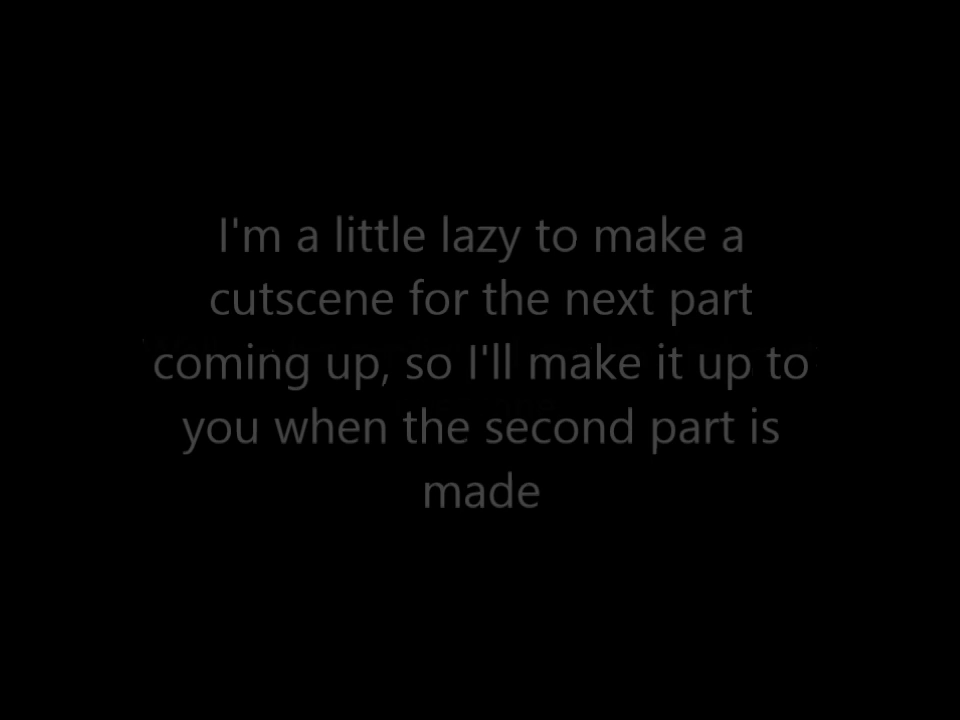 I'm a little lazy to make a
cutscene for the next part
coming up, so I'll make it up to
you when the second part is
made